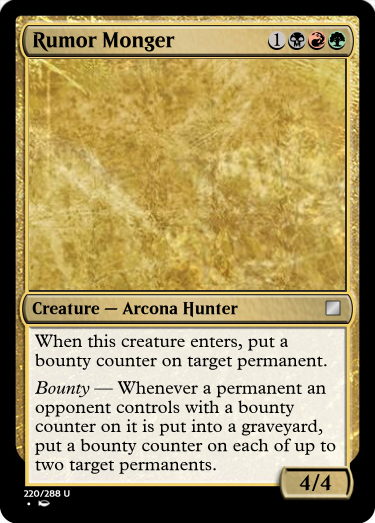 Rumor Monger 1
Creature — Arcona Hunter
When this creature enters, put a
bounty counter on target permanent.
Bounty — Whenever a permanent an
opponent controls with a bounty
counter on it is put into a graveyard,
put a bounty counter on each of up to
two target permanents.
4/4
220/288 U